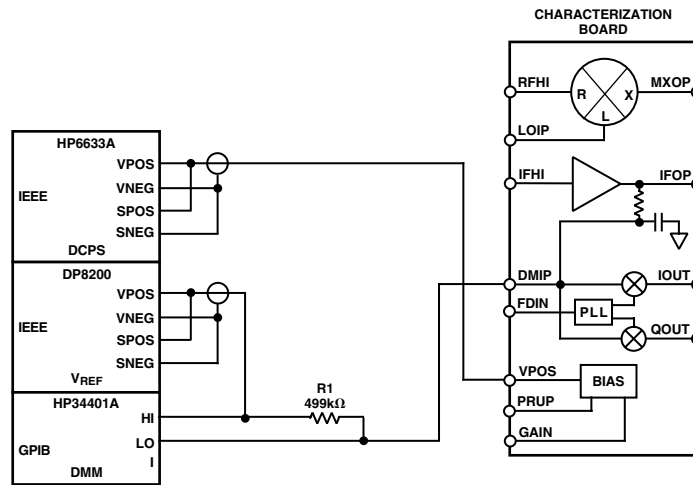 CHARACTERIZATION
BOARD
RFHI
R
X
L
MXOP
LOIP
IFHI
IFOP
DMIP
IOUT
FDIN
PLL
QOUT
VPOS
BIAS
PRUP
GAIN
HP6633A
VPOS
IEEE
VNEG
SPOS
SNEG
DCPS
DP8200
VPOS
IEEE
VNEG
SPOS
SNEG
VREF
HP34401A
HI
GPIB
LO
I
DMM
R1
499kΩ